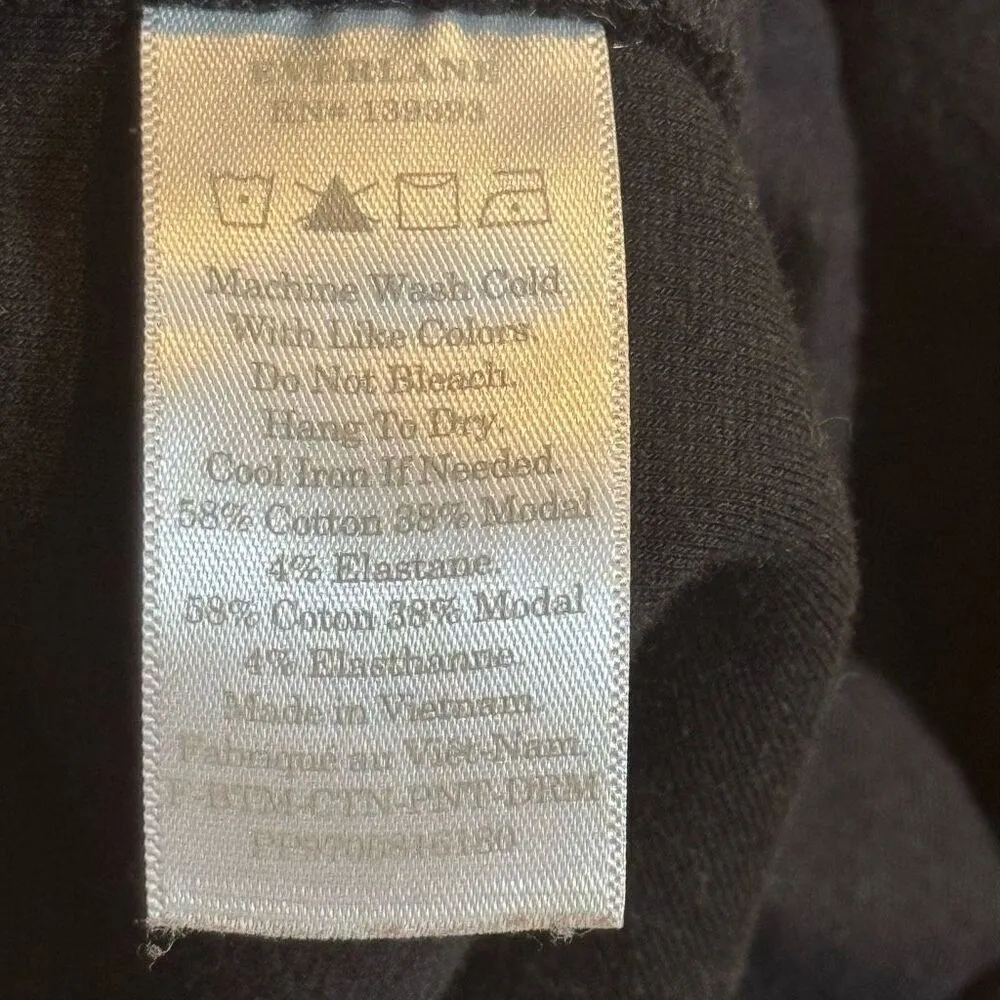 EVERLANE
RN# 139393
Machine Wash Cold
With Like Colors,
Do Not Bleach.
Hang To Dry.
Cool Iron If Needed.
58% Cotton 38% Modal
4% Elastane.
58% Coton 38% Modal
4% Elasthanne.
Made in Vietnam
Fabriqué au Viet-Nam.